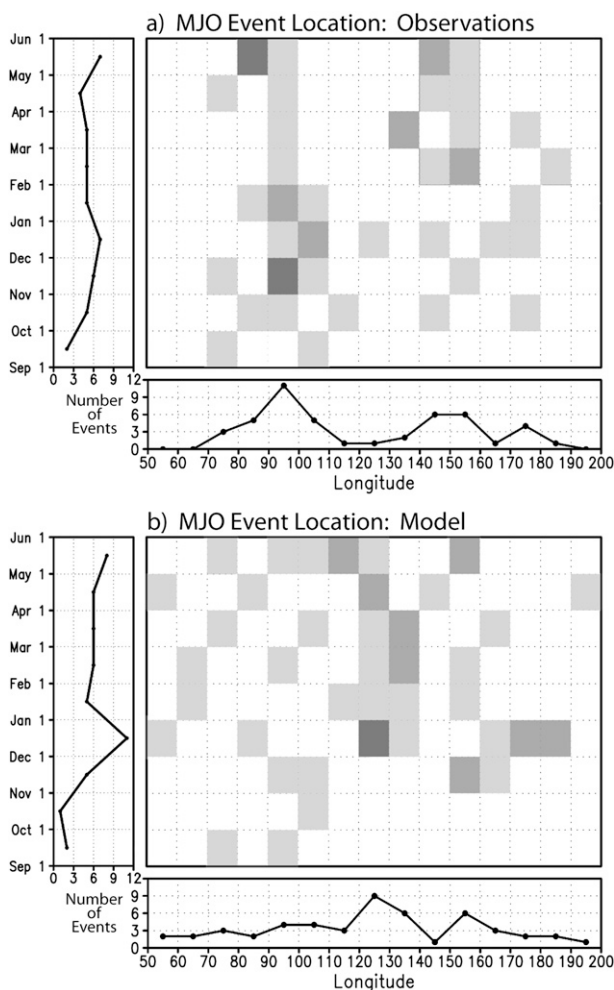 a) MJO Event Location: Observations
Jun 1
May 1
Apr 1
Mar 1
Feb 1
Jan 1
Dec 1
Nov 1
Oct 1
Sep 1
0 3 6 9 12
Number
of
Events
12
9
6
3
0
50 60 70 80 90 100 110 120 130 140 150 160 170 180 190 200
Longitude
b) MJO Event Location: Model
Jun 1
May 1
Apr 1
Mar 1
Feb 1
Jan 1
Dec 1
Nov 1
Oct 1
Sep 1
0 3 6 9 12
Number
of
Events
12
9
6
3
0
50 60 70 80 90 100 110 120 130 140 150 160 170 180 190 200
Longitude